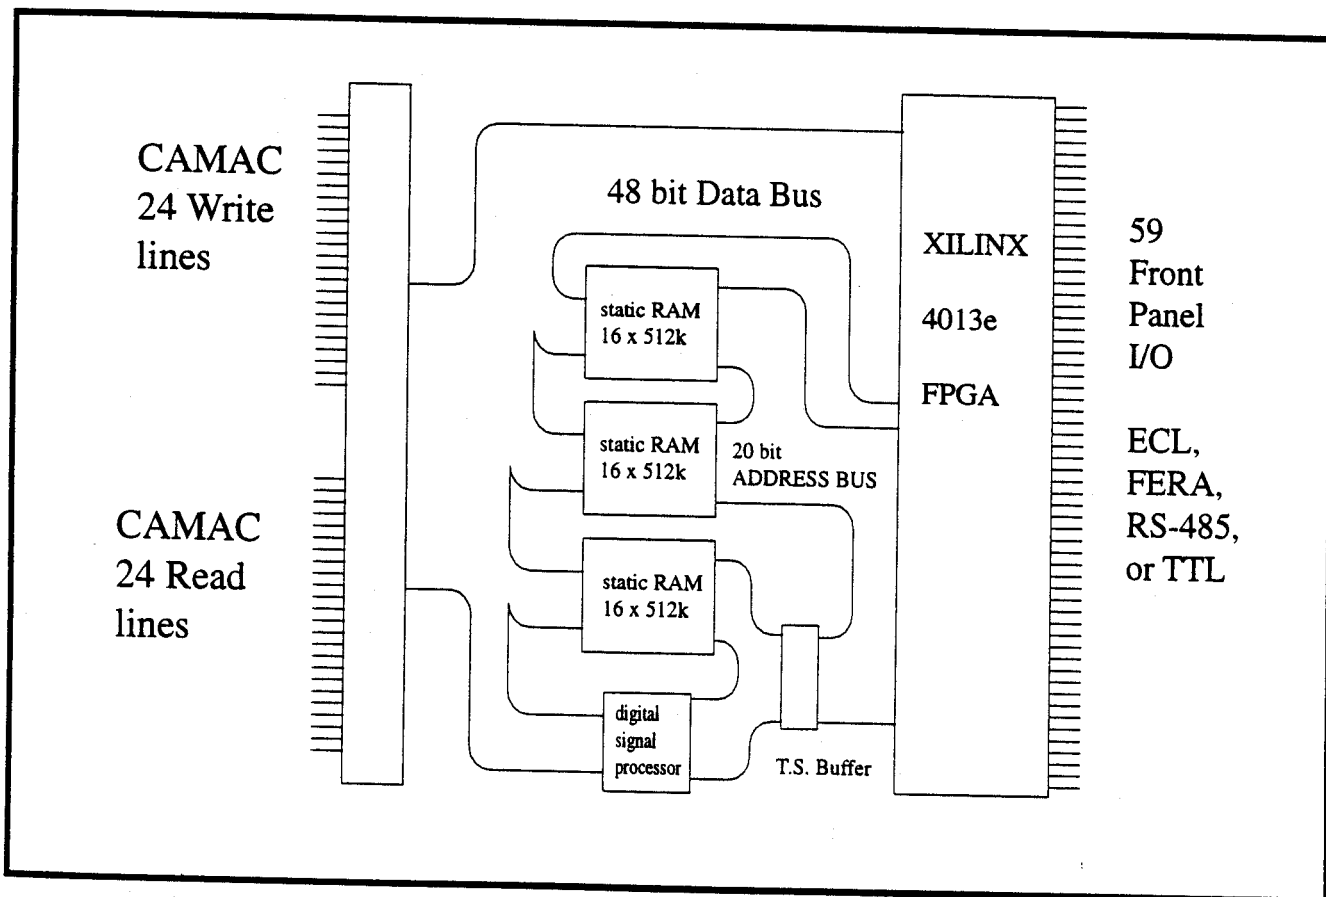 CAMAC
24 Write
lines
CAMAC
24 Read
lines
48 bit Data Bus
static RAM
16 x 512k
static RAM
16 x 512k
20 bit
ADDRESS BUS
static RAM
16 x 512k
digital
signal
processor
T.S. Buffer
XILINX
4013e
FPGA
59
Front
Panel
I/O
ECL,
FERA,
RS-485,
or TTL